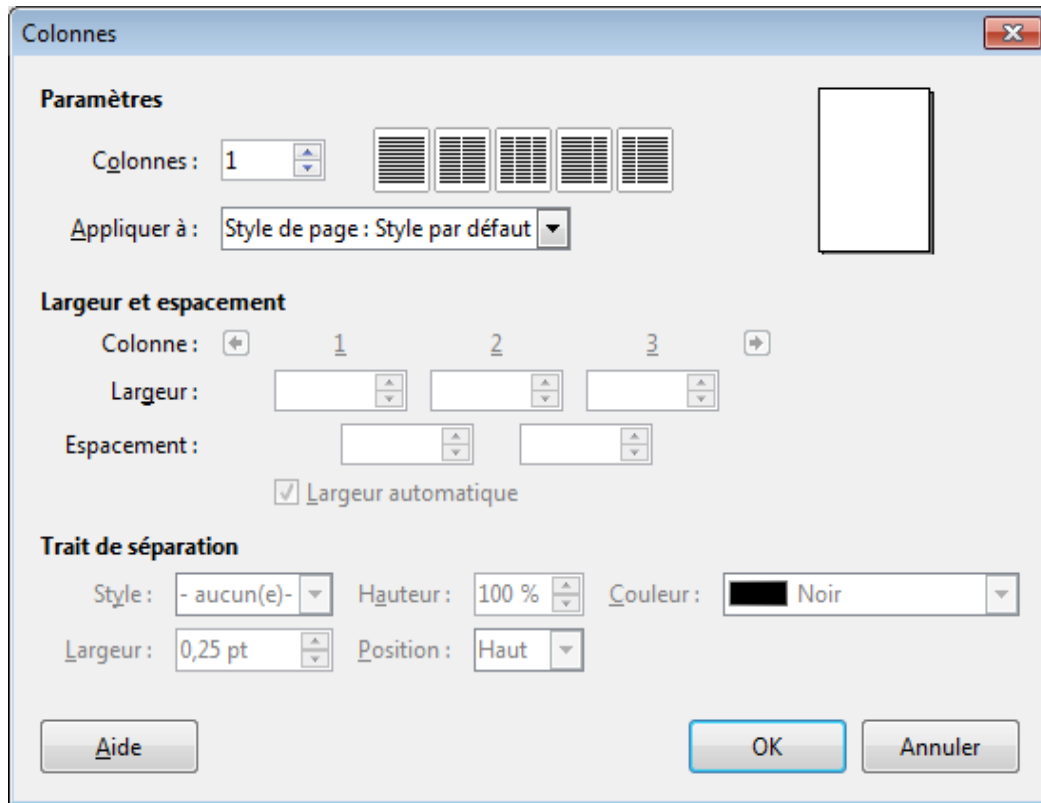 Colonnes
Paramètres
Colonnes : 1
Appliquer à : Style de page : Style par défaut
Largeur et espacement
Colonne : 1 2 3
Largeur :
Espacement :
Largeur automatique
Trait de séparation
Style : - aucun(e)- Hauteur : 100 % Couleur : Noir
Largeur : 0,25 pt Position : Haut
Aide OK Annuler